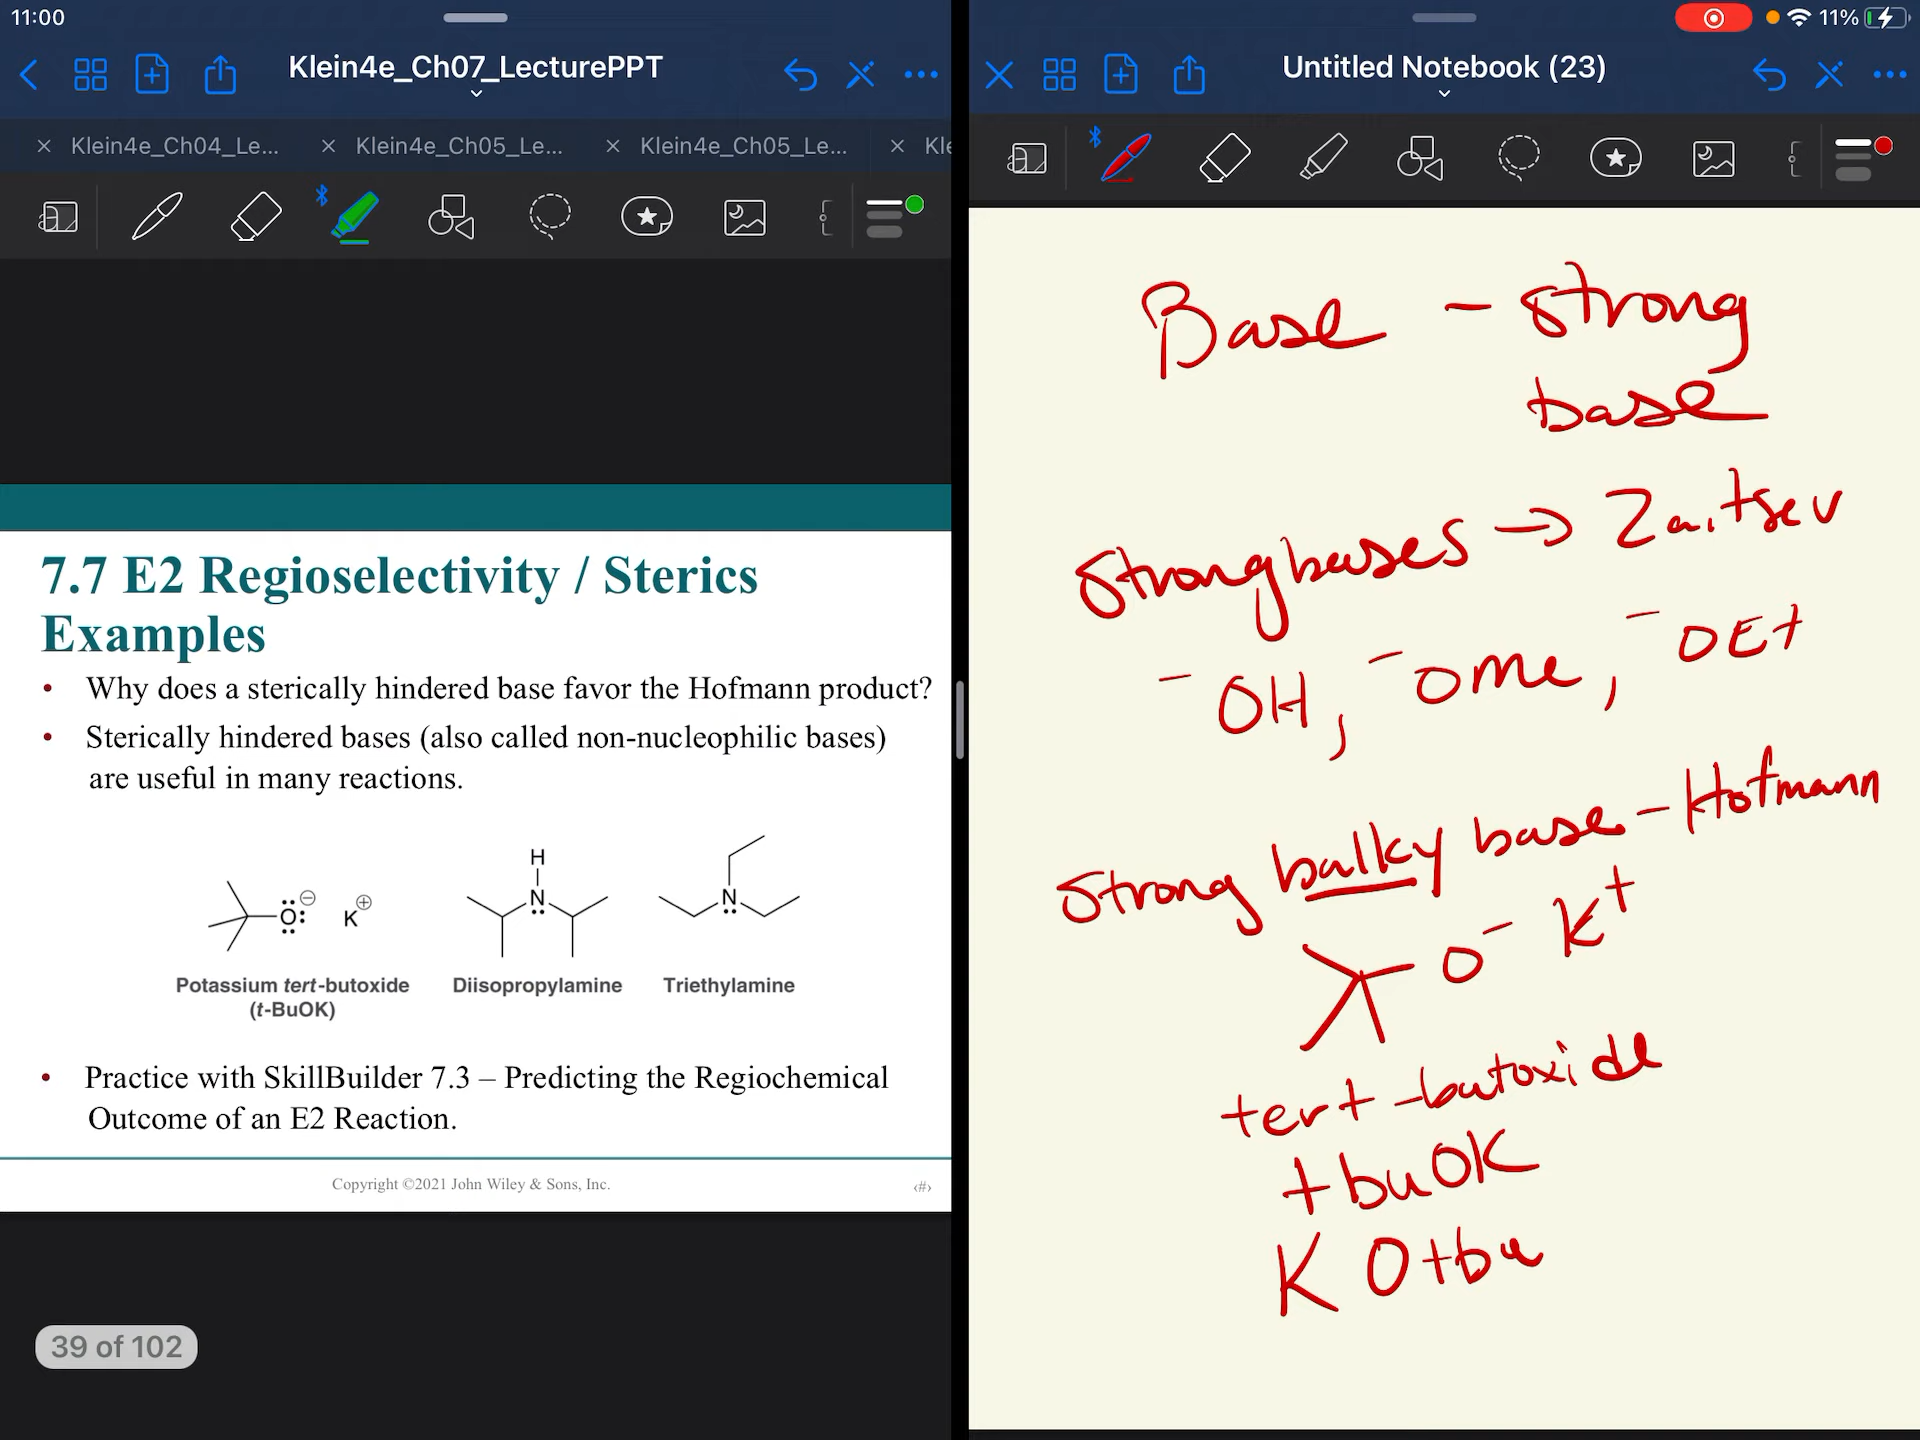 11:00
Klein4e_Ch07_LecturePPT
Klein4e_Ch04_Le...
Klein4e_Ch05_Le...
Klein4e_Ch05_Le...
Kle
7.7 E2 Regioselectivity / Sterics
Examples
• Why does a sterically hindered base favor the Hofmann product?
• Sterically hindered bases (also called non-nucleophilic bases)
are useful in many reactions.
H
N
N
O
⊖
K
⊕
Potassium tert-butoxide
(t-BuOK)
Diisopropylamine
Triethylamine
• Practice with SkillBuilder 7.3 – Predicting the Regiochemical
Outcome of an E2 Reaction.
Copyright ©2021 John Wiley & Sons, Inc.
‹#›
39 of 102
11%
Untitled Notebook (23)
Base – strong
base
Strong bases → Zaitsev
⁻OH, ⁻OMe, ⁻OEt
Strong bulky base – Hofmann
O⁻ K⁺
tert-butoxide
tbuOK
KOtbu